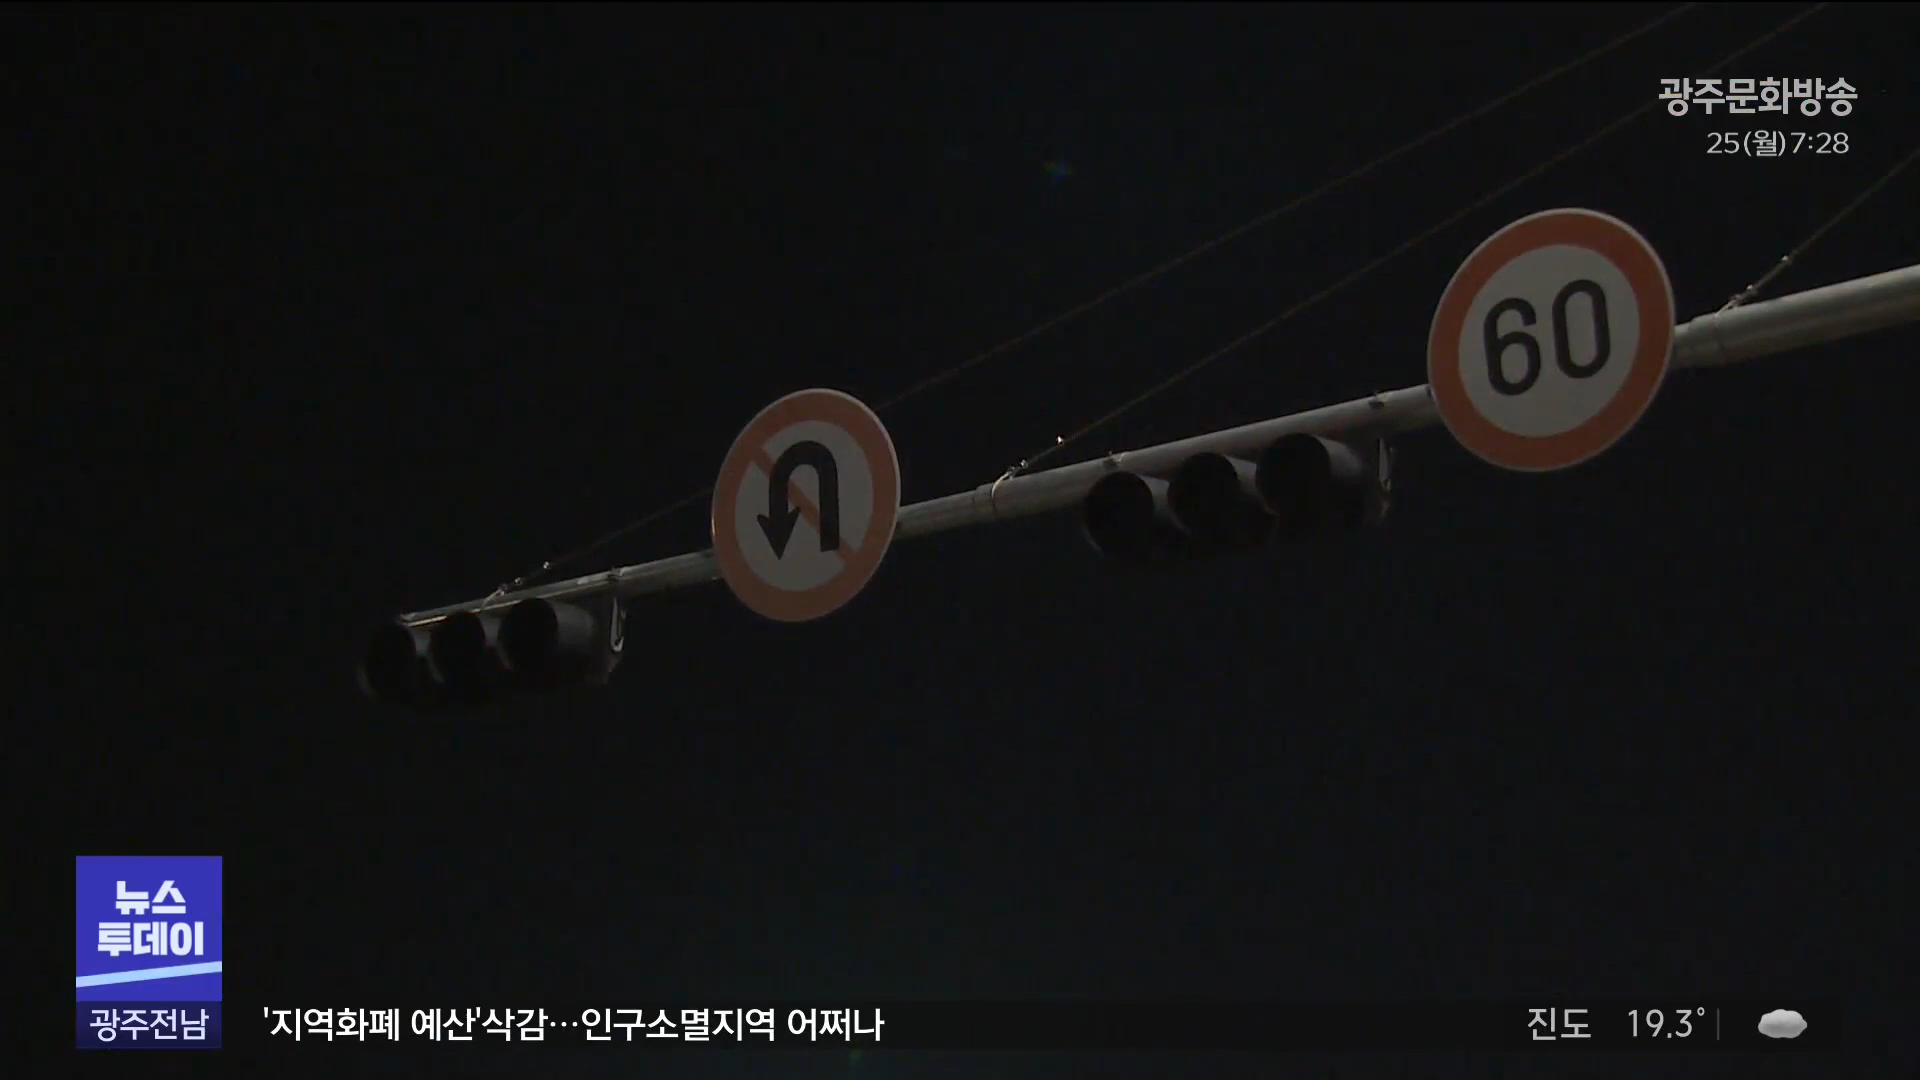 광주문화방송
25(월)7:28
60
뉴스
투데이
광주전남
'지역화폐 예산'삭감…인구소멸지역 어쩌나
진도 19.3°